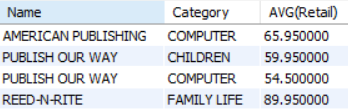 Name Category AVG(Retail)
AMERICAN PUBLISHING COMPUTER 65.950000
PUBLISH OUR WAY CHILDREN 59.950000
PUBLISH OUR WAY COMPUTER 54.500000
REED-N-RITE FAMILY LIFE 89.950000